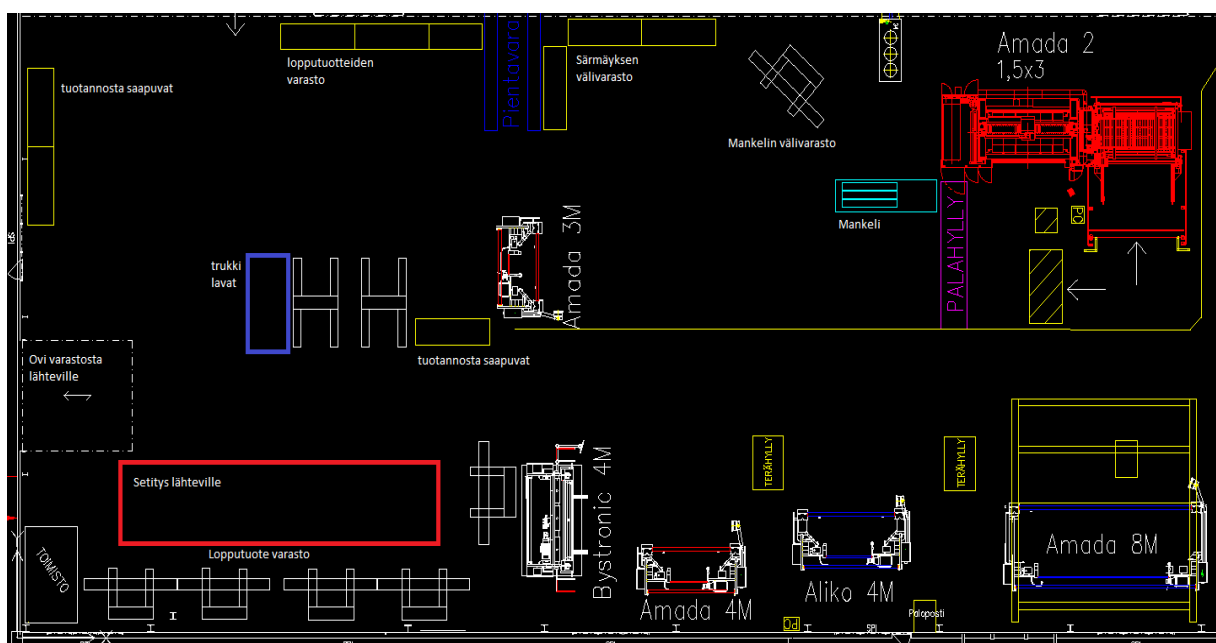 Amada 2
1,5x3
lopputuotteiden
varasto
Pientavara
Särmäyksen
välivarasto
tuotannosta saapuvat
Mankelin välivarasto
Mankeli
PALAHYLLY
PC
Amada 3M
trukki
lavat
tuotannosta saapuvat
Ovi varastosta
lähteville
Setitys lähteville
Lopputuote varasto
TOIMISTO
Bystronic 4M
TERÄHYLLY
TERÄHYLLY
Amada 4M
Aliko 4M
Amada 8M
Paloposti
PC